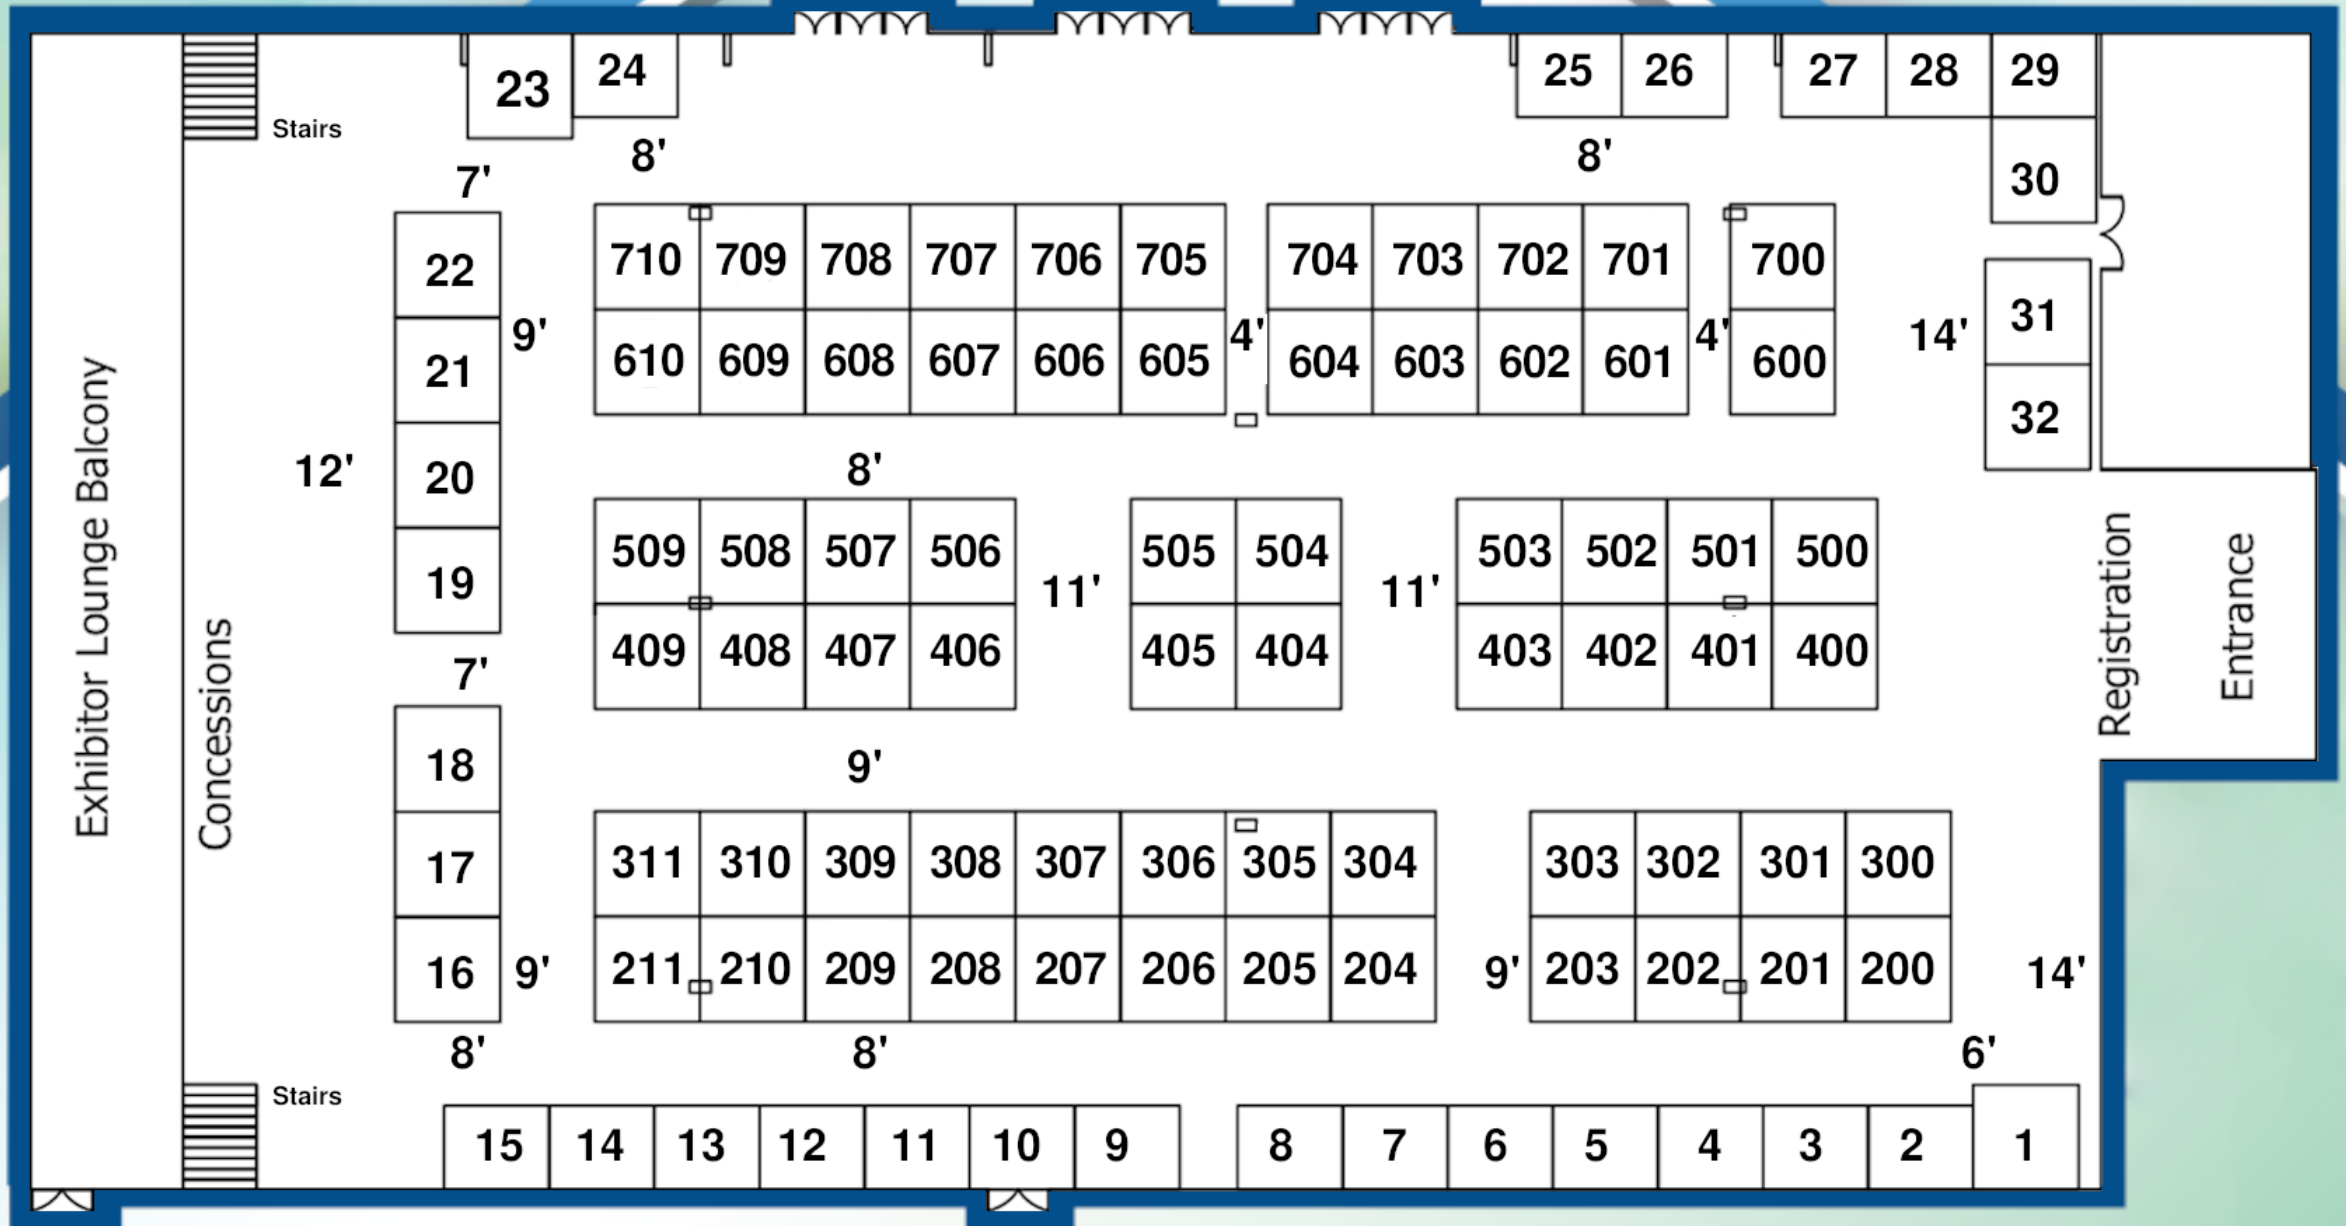 23 24 25 26 27 28 29
Stairs
8' 8'
7' 30
710 709 708 707 706 705 704 703 702 701 700
22
9' 4' 4' 14' 31
610 609 608 607 606 605 604 603 602 601 600
21
32
12' 20 8'
509 508 507 506 505 504 503 502 501 500
19 11' 11'
409 408 407 406 405 404 403 402 401 400
7'
Exhibitor Lounge Balcony
Concessions
Registration
Entrance
18 9'
17 311 310 309 308 307 306 305 304 303 302 301 300
16 9' 211 210 209 208 207 206 205 204 9' 203 202 201 200 14'
8' 8' 6'
Stairs
15 14 13 12 11 10 9 8 7 6 5 4 3 2 1